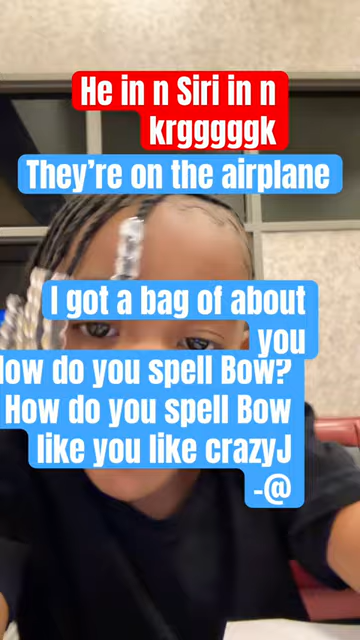 He in n Siri in n
krgggggk
They're on the airplane
I got a bag of about
you
How do you spell Bow?
How do you spell Bow
like you like crazyJ
-@